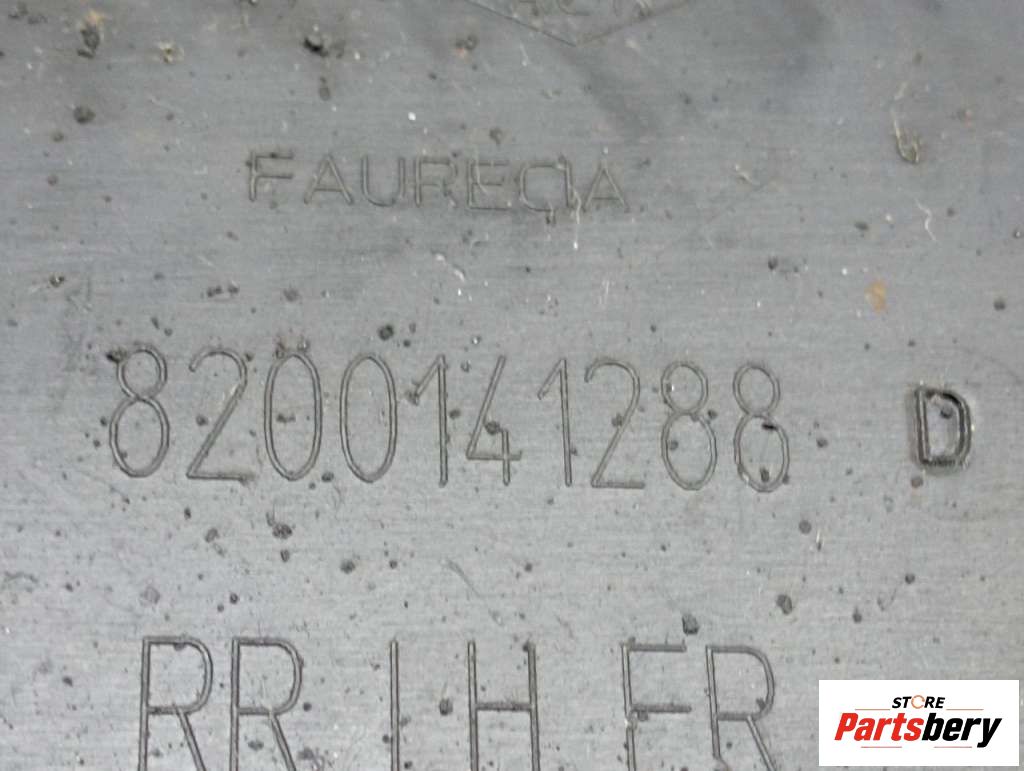 FAURECIA
8200141288 D
RR LH FR
STORE
Partsbery